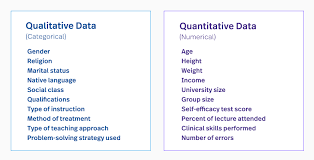 Qualitative Data
(Categorical)
Gender
Religion
Marital status
Native language
Social class
Qualifications
Type of instruction
Method of treatment
Type of teaching approach
Problem-solving strategy used
Quantitative Data
(Numerical)
Age
Height
Weight
Income
University size
Group size
Self-efficacy test score
Percent of lecture attended
Clinical skills performed
Number of errors